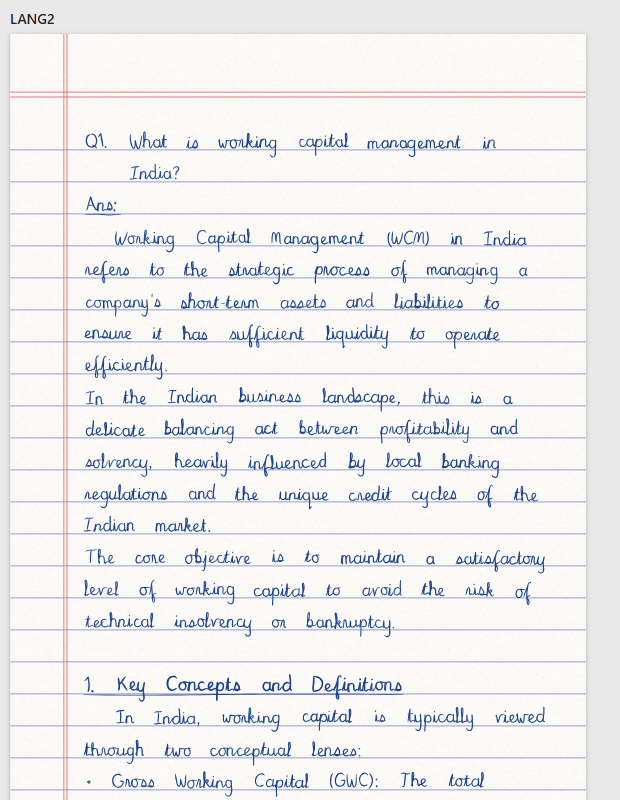 LANG2
Q1. What is working capital management in
India?
Ans:
Working Capital Management (WCM) in India
refers to the strategic process of managing a
company's short-term assets and liabilities to
ensure it has sufficient liquidity to operate
efficiently.
In the Indian business landscape, this is a
delicate balancing act between profitability and
solvency, heavily influenced by local banking
regulations and the unique credit cycles of the
Indian market.
The core objective is to maintain a satisfactory
level of working capital to avoid the risk of
technical insolvency or bankruptcy.
1. Key Concepts and Definitions
In India, working capital is typically viewed
through two conceptual lenses:
• Gross Working Capital (GWC): The total